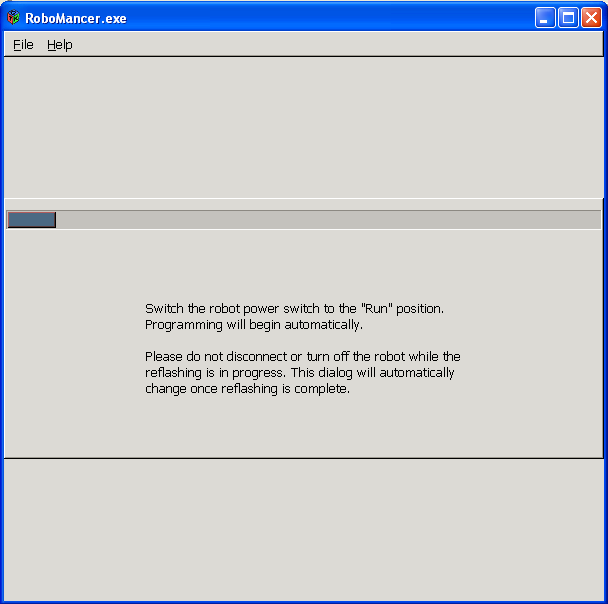 RoboMancer.exe
File Help
Switch the robot power switch to the "Run" position.
Programming will begin automatically.
Please do not disconnect or turn off the robot while the
reflashing is in progress. This dialog will automatically
change once reflashing is complete.